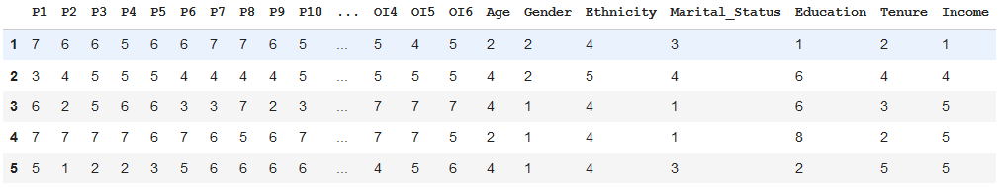 P1 P2 P3 P4 P5 P6 P7 P8 P9 P10 ... OI4 OI5 OI6 Age Gender Ethnicity Marital_Status Education Tenure Income
1 7 6 6 5 6 6 7 7 6 5 ... 5 4 5 2 2 4 3 1 2 1
2 3 4 5 5 5 4 4 4 4 5 ... 5 5 5 4 2 5 4 6 4 4
3 6 2 5 6 6 3 3 7 2 3 ... 7 7 7 4 1 4 1 6 3 5
4 7 7 7 7 6 7 6 5 6 7 ... 7 7 5 2 1 4 1 8 2 5
5 5 1 2 2 3 5 6 6 6 6 ... 4 5 6 4 1 4 3 2 5 5